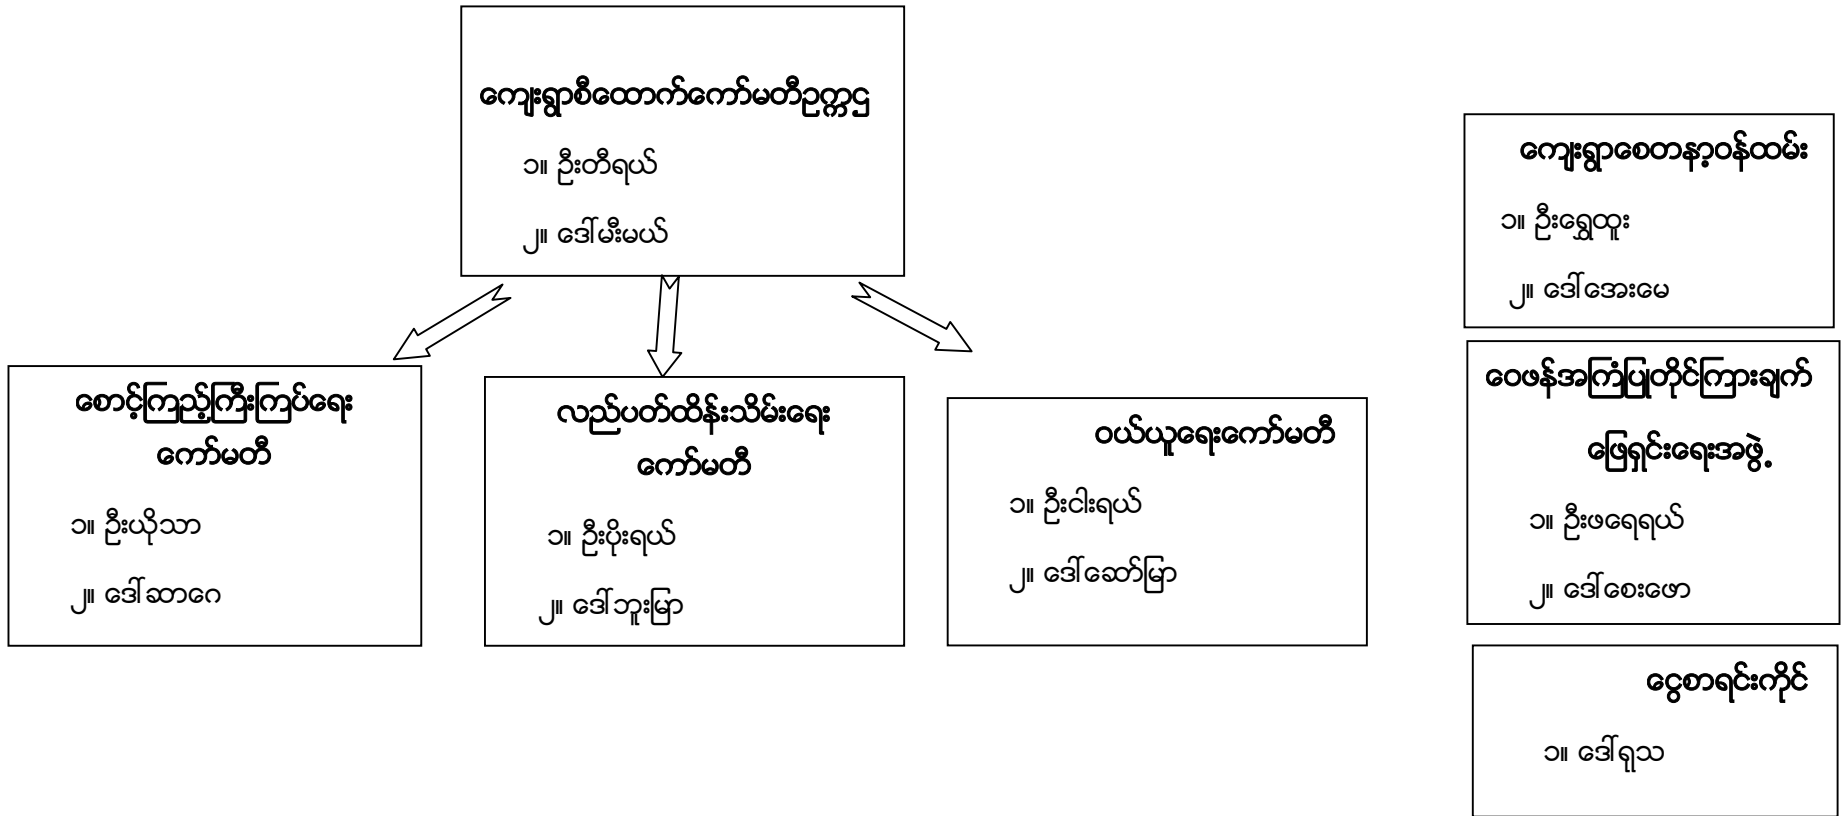 ကျေးရွာစီထောက်ကော်မတီဥက္ကဌ
၁။ ဦးတီရယ်
၂။ ဒေါ်မီးမယ်
စောင့်ကြည့်ကြီးကြပ်ရေး
ကော်မတီ
၁။ ဦးယိုသာ
၂။ ဒေါ်ဆာဂေ
လည်ပတ်ထိန်းသိမ်းရေး
ကော်မတီ
၁။ ဦးပိုးရယ်
၂။ ဒေါ်ဘူးမြာ
ဝယ်ယူရေးကော်မတီ
၁။ ဦးငါးရယ်
၂။ ဒေါ်ဆော်မြာ
ကျေးရွာစေတနာ့ဝန်ထမ်း
၁။ ဦးရွှေထူး
၂။ ဒေါ်အေးမေ
ဝေဖန်အကြံပြုတိုင်ကြားချက်
ဖြေရှင်းရေးအဖွဲ့
၁။ ဦးဖရေရယ်
၂။ ဒေါ်စေးဖော
ငွေစာရင်းကိုင်
၁။ ဒေါ်ရုသ